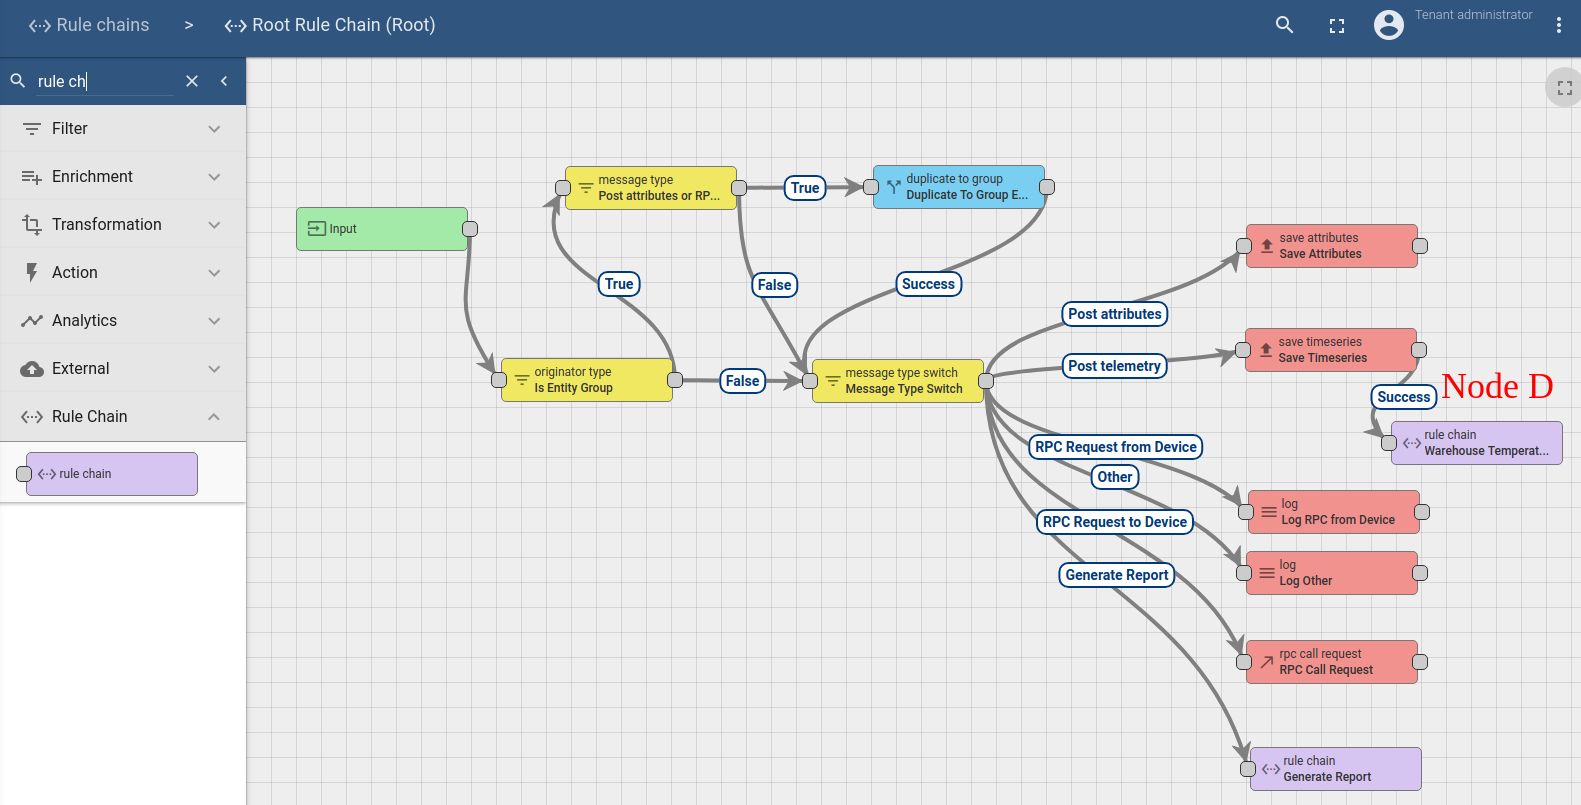 Rule chains > Root Rule Chain (Root)
Tenant administrator
rule ch
Filter
Enrichment
Transformation
Action
Analytics
External
Rule Chain
rule chain
Input
message type
Post attributes or RP...
True
duplicate to group
Duplicate To Group E...
True
False
Success
originator type
Is Entity Group
False
message type switch
Message Type Switch
Post attributes
Post telemetry
RPC Request from Device
Other
RPC Request to Device
Generate Report
save attributes
Save Attributes
save timeseries
Save Timeseries
Success
Node D
rule chain
Warehouse Temperat...
log
Log RPC from Device
log
Log Other
rpc call request
RPC Call Request
rule chain
Generate Report